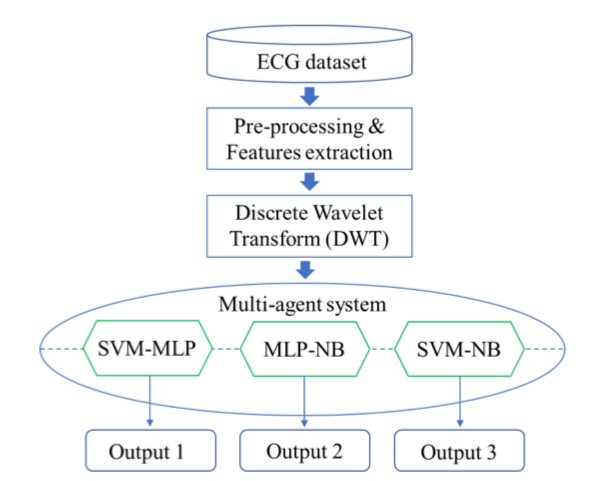 ECG dataset
Pre-processing &
Features extraction
Discrete Wavelet
Transform (DWT)
Multi-agent system
SVM-MLP
MLP-NB
SVM-NB
Output 1
Output 2
Output 3